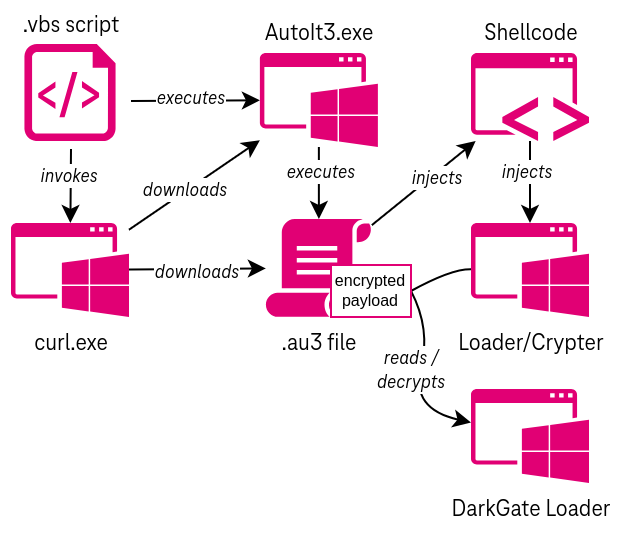 .vbs script
AutoIt3.exe
Shellcode
</>
<>
executes
invokes
downloads
executes
injects
injects
downloads
encrypted
payload
curl.exe
.au3 file
Loader/Crypter
reads /
decrypts
DarkGate Loader